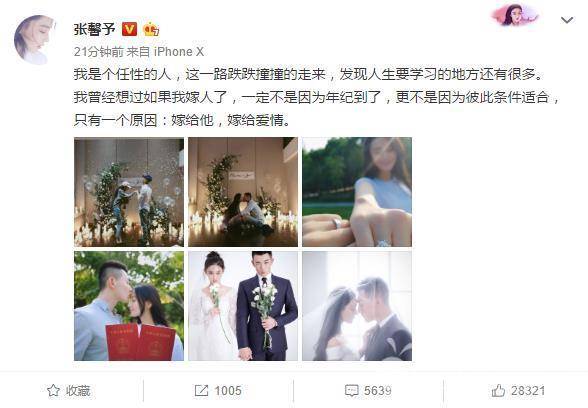 张馨予
21分钟前 来自 iPhone X
我是个任性的人，这一路跌跌撞撞的走来，发现人生要学习的地方还有很多。
我曾经想过如果我嫁人了，一定不是因为年纪到了，更不是因为彼此条件适合，
只有一个原因：嫁给他，嫁给爱情。
收藏
1005
5639
28321